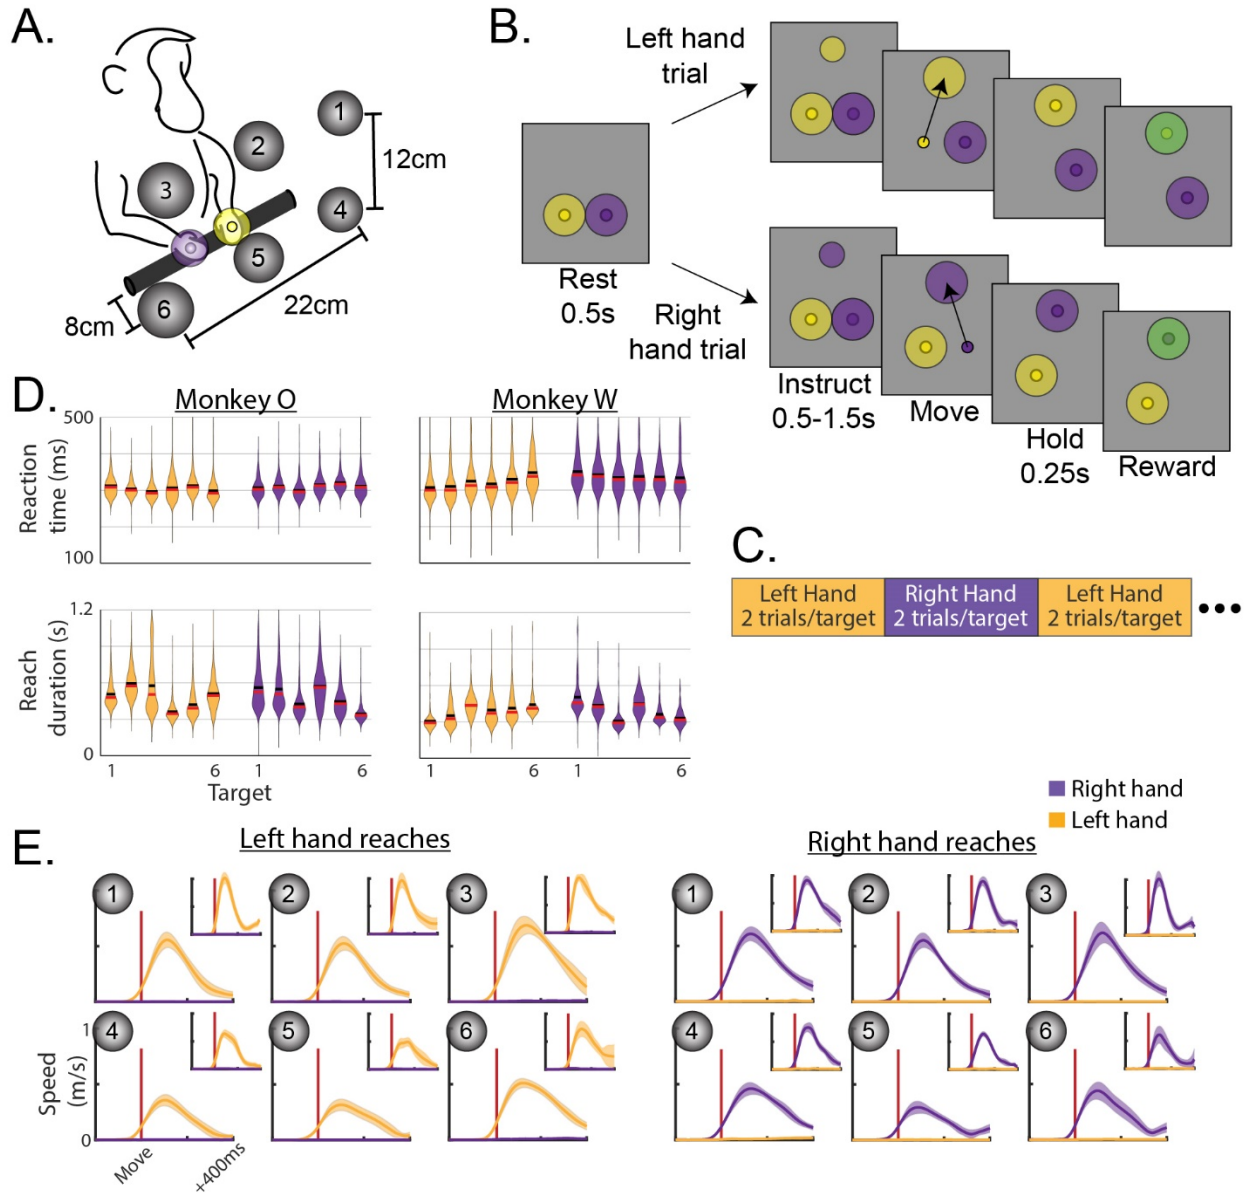 A.
1
2
3
4
5
6
12cm
22cm
8cm
B.
Left hand
trial
Rest
0.5s
Right
hand trial
Instruct
0.5-1.5s
Move
Hold
0.25s
Reward
C.
Left Hand
2 trials/target
Right Hand
2 trials/target
Left Hand
2 trials/target
D.
Monkey O
Monkey W
500
Reaction
time (ms)
100
1.2
Reach
duration (s)
0
1
6
1
6
1
6
1
6
Target
Right hand
Left hand
E.
Left hand reaches
Right hand reaches
1
2
3
1
2
3
4
5
6
4
5
6
1
Speed
(m/s)
0
Move
+400ms